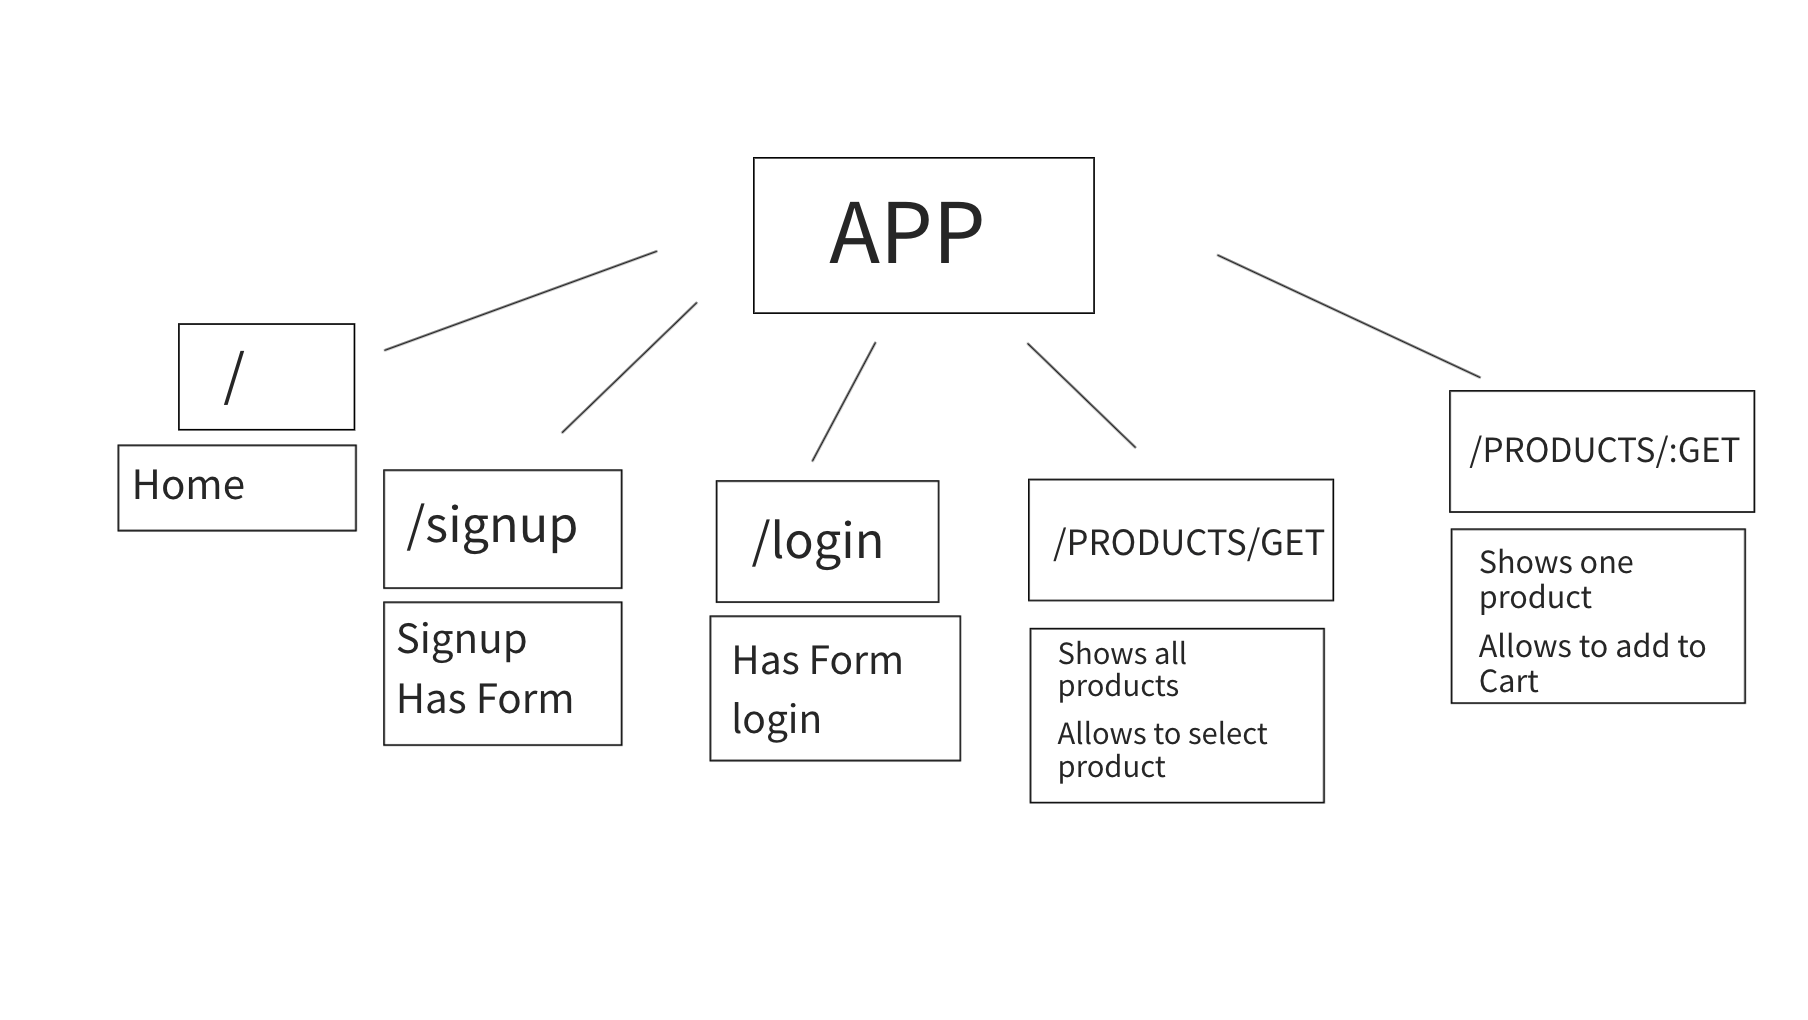 APP
/
Home
/signup
Signup
Has Form
/login
Has Form
login
/PRODUCTS/GET
Shows all
products
Allows to select
product
/PRODUCTS/:GET
Shows one
product
Allows to add to
Cart